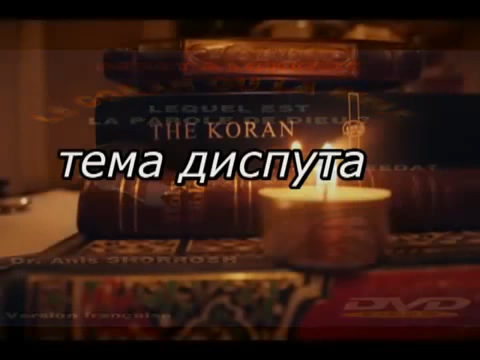 LEQUEL EST
LA PAROLE DE DIEU ?
THE KORAN
тема диспута
Dr. Anis SHORROSH
DVD
Version française